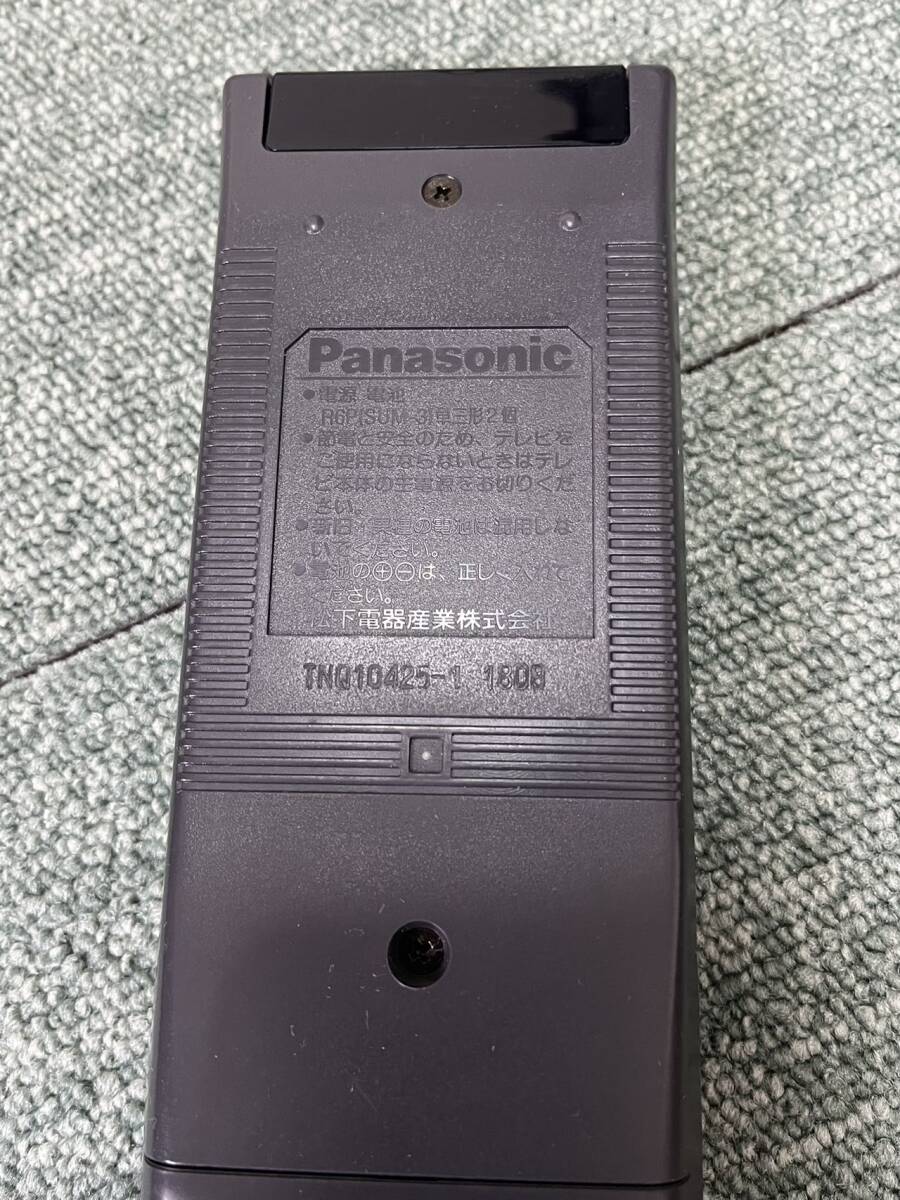 Panasonic
●電源 電池
R6P(SUM-3)単三形2個
●節電と安全のため、テレビを
ご使用にならないときはテレ
ビ本体の主電源をお切りくだ
さい。
●新旧・異種の電池は混用しな
いでください。
●電池の⊕⊖は、正しく入れて
ください。
松下電器産業株式会社
TNQ10425-1 1808